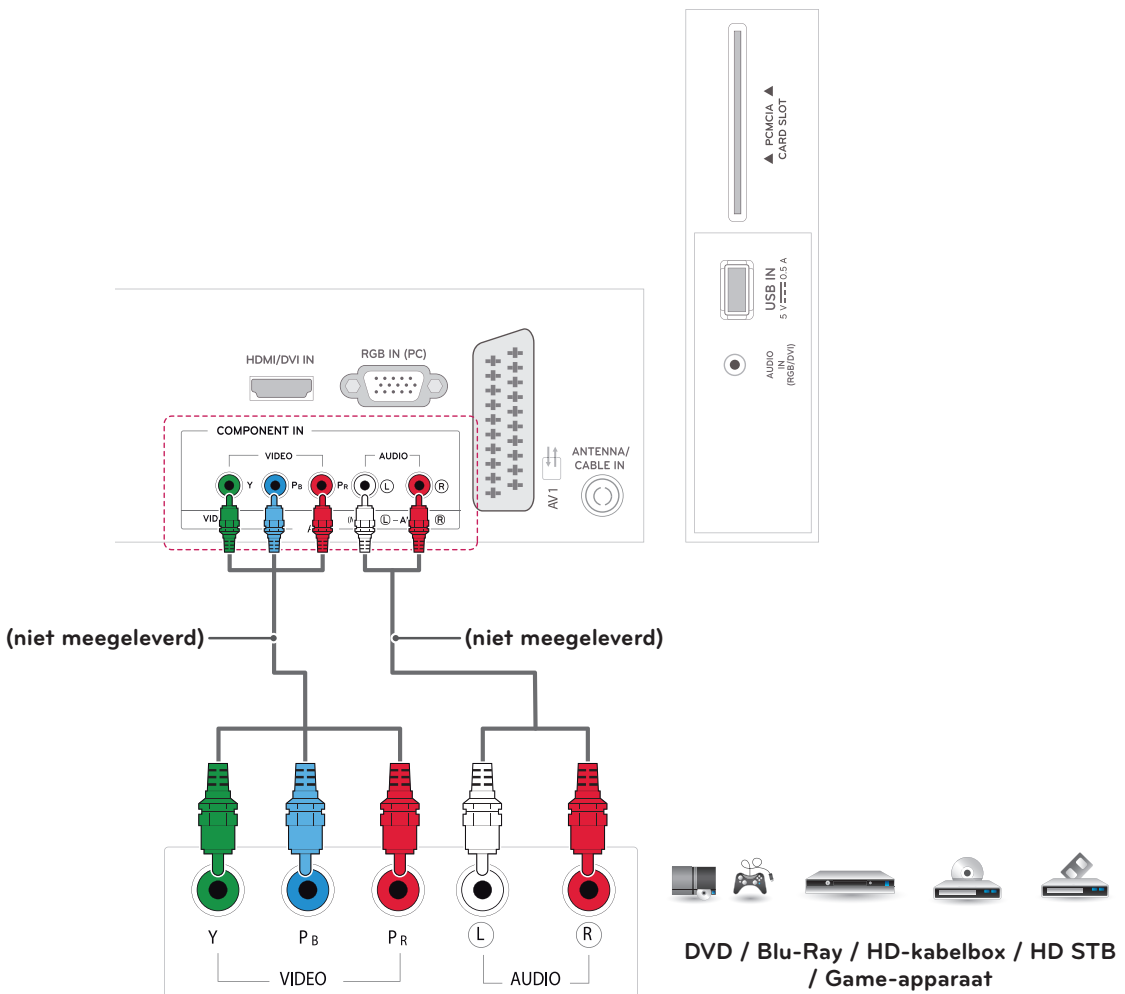 ▲ PCMCIA ▲
CARD SLOT
USB IN
5 V 0.5 A
AUDIO
IN
(RGB/DVI)
HDMI/DVI IN
RGB IN (PC)
AV1
ANTENNA/
CABLE IN
COMPONENT IN
VIDEO
AUDIO
Y PB PR L R
VID
L R
(niet meegeleverd)
(niet meegeleverd)
Y PB PR L R
VIDEO
AUDIO
DVD / Blu-Ray / HD-kabelbox / HD STB
/ Game-apparaat